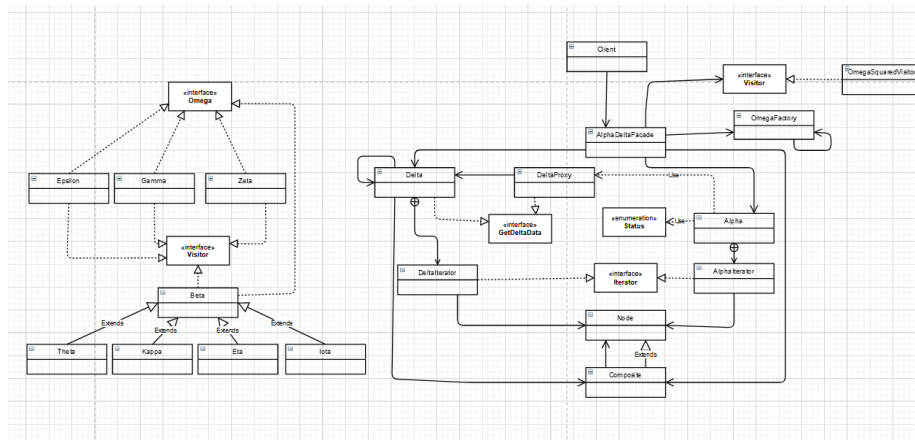 Client
«interface»
Visitor
OmegaSquaredVisitor
«interface»
Omega
OmegaFactory
AlphaDeltaFacade
Epsilon
Gamma
Zeta
Delta
DeltaProxy
Use
«interface»
GetDeltaData
«enumeration»
Status
Use
Alpha
«interface»
Visitor
DeltaIterator
«interface»
Iterator
AlphaIterator
Beta
Node
Extends
Extends
Extends
Extends
Theta
Kappa
Eta
Iota
Extends
Composite